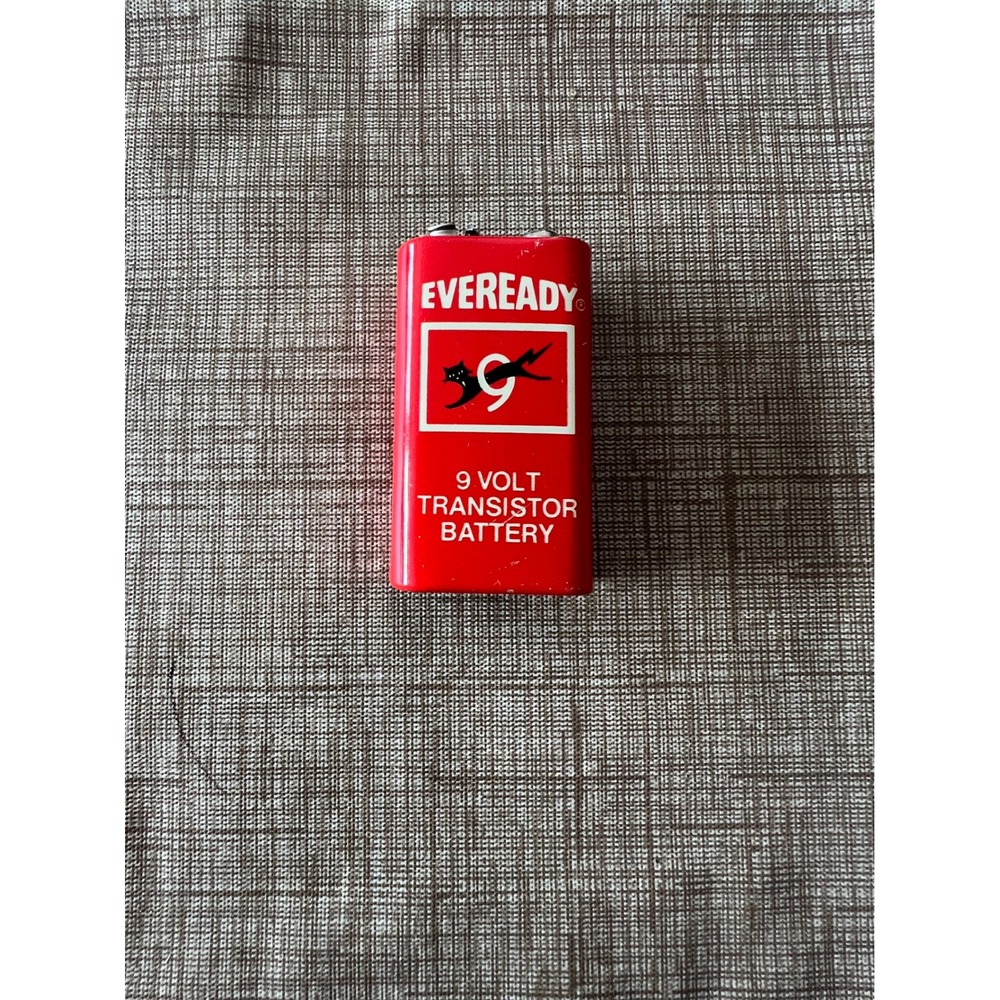 EVEREADY
9
9 VOLT
TRANSISTOR
BATTERY